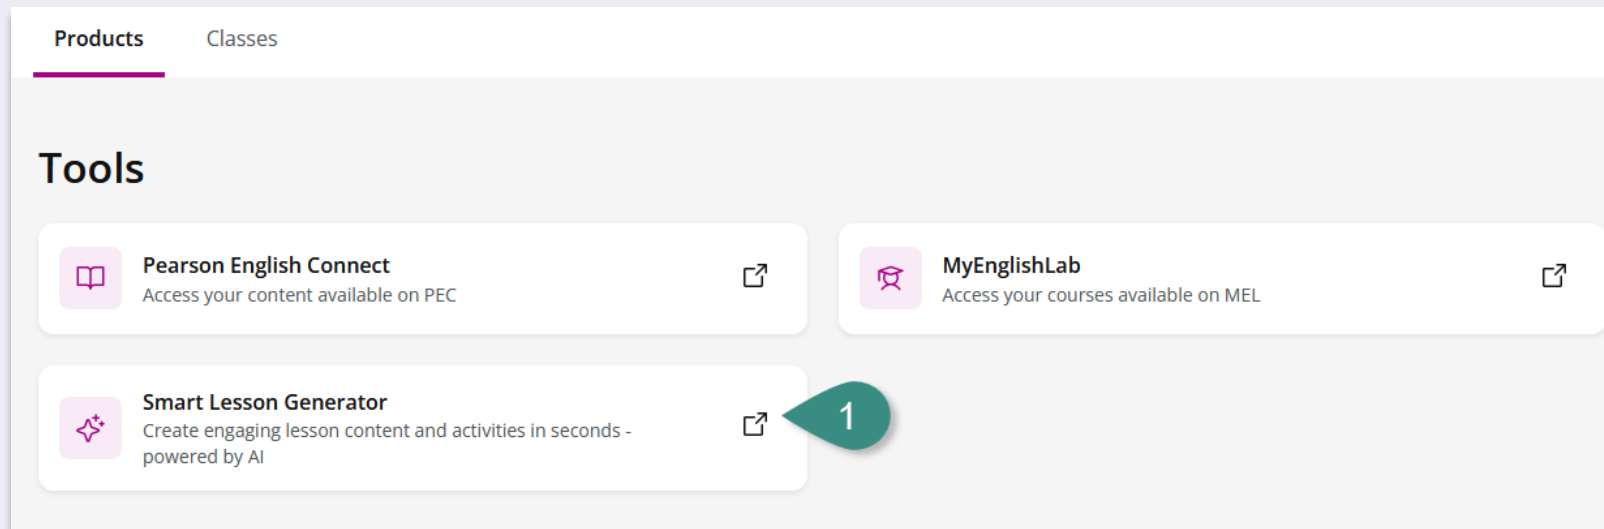 Products
Classes
Tools
Pearson English Connect
Access your content available on PEC
MyEnglishLab
Access your courses available on MEL
Smart Lesson Generator
Create engaging lesson content and activities in seconds -
powered by AI
1